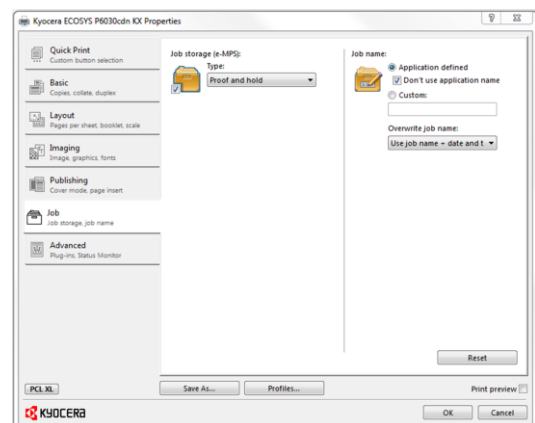 Kyocera ECOSYS P6030cdn KX Properties
Quick Print
Custom button selection
Basic
Copies, collate, duplex
Layout
Pages per sheet, booklet, scale
Imaging
Image, graphics, fonts
Publishing
Cover mode, page insert
Job
Job storage, job name
Advanced
Plug-ins, Status Monitor
Job storage (e-MPS):
Type:
Proof and hold
Job name:
Application defined
Don't use application name
Custom:
Overwrite job name:
Use job name + date and t
Reset
PCL XL
Save As...
Profiles...
Print preview
KYOCERA
OK
Cancel